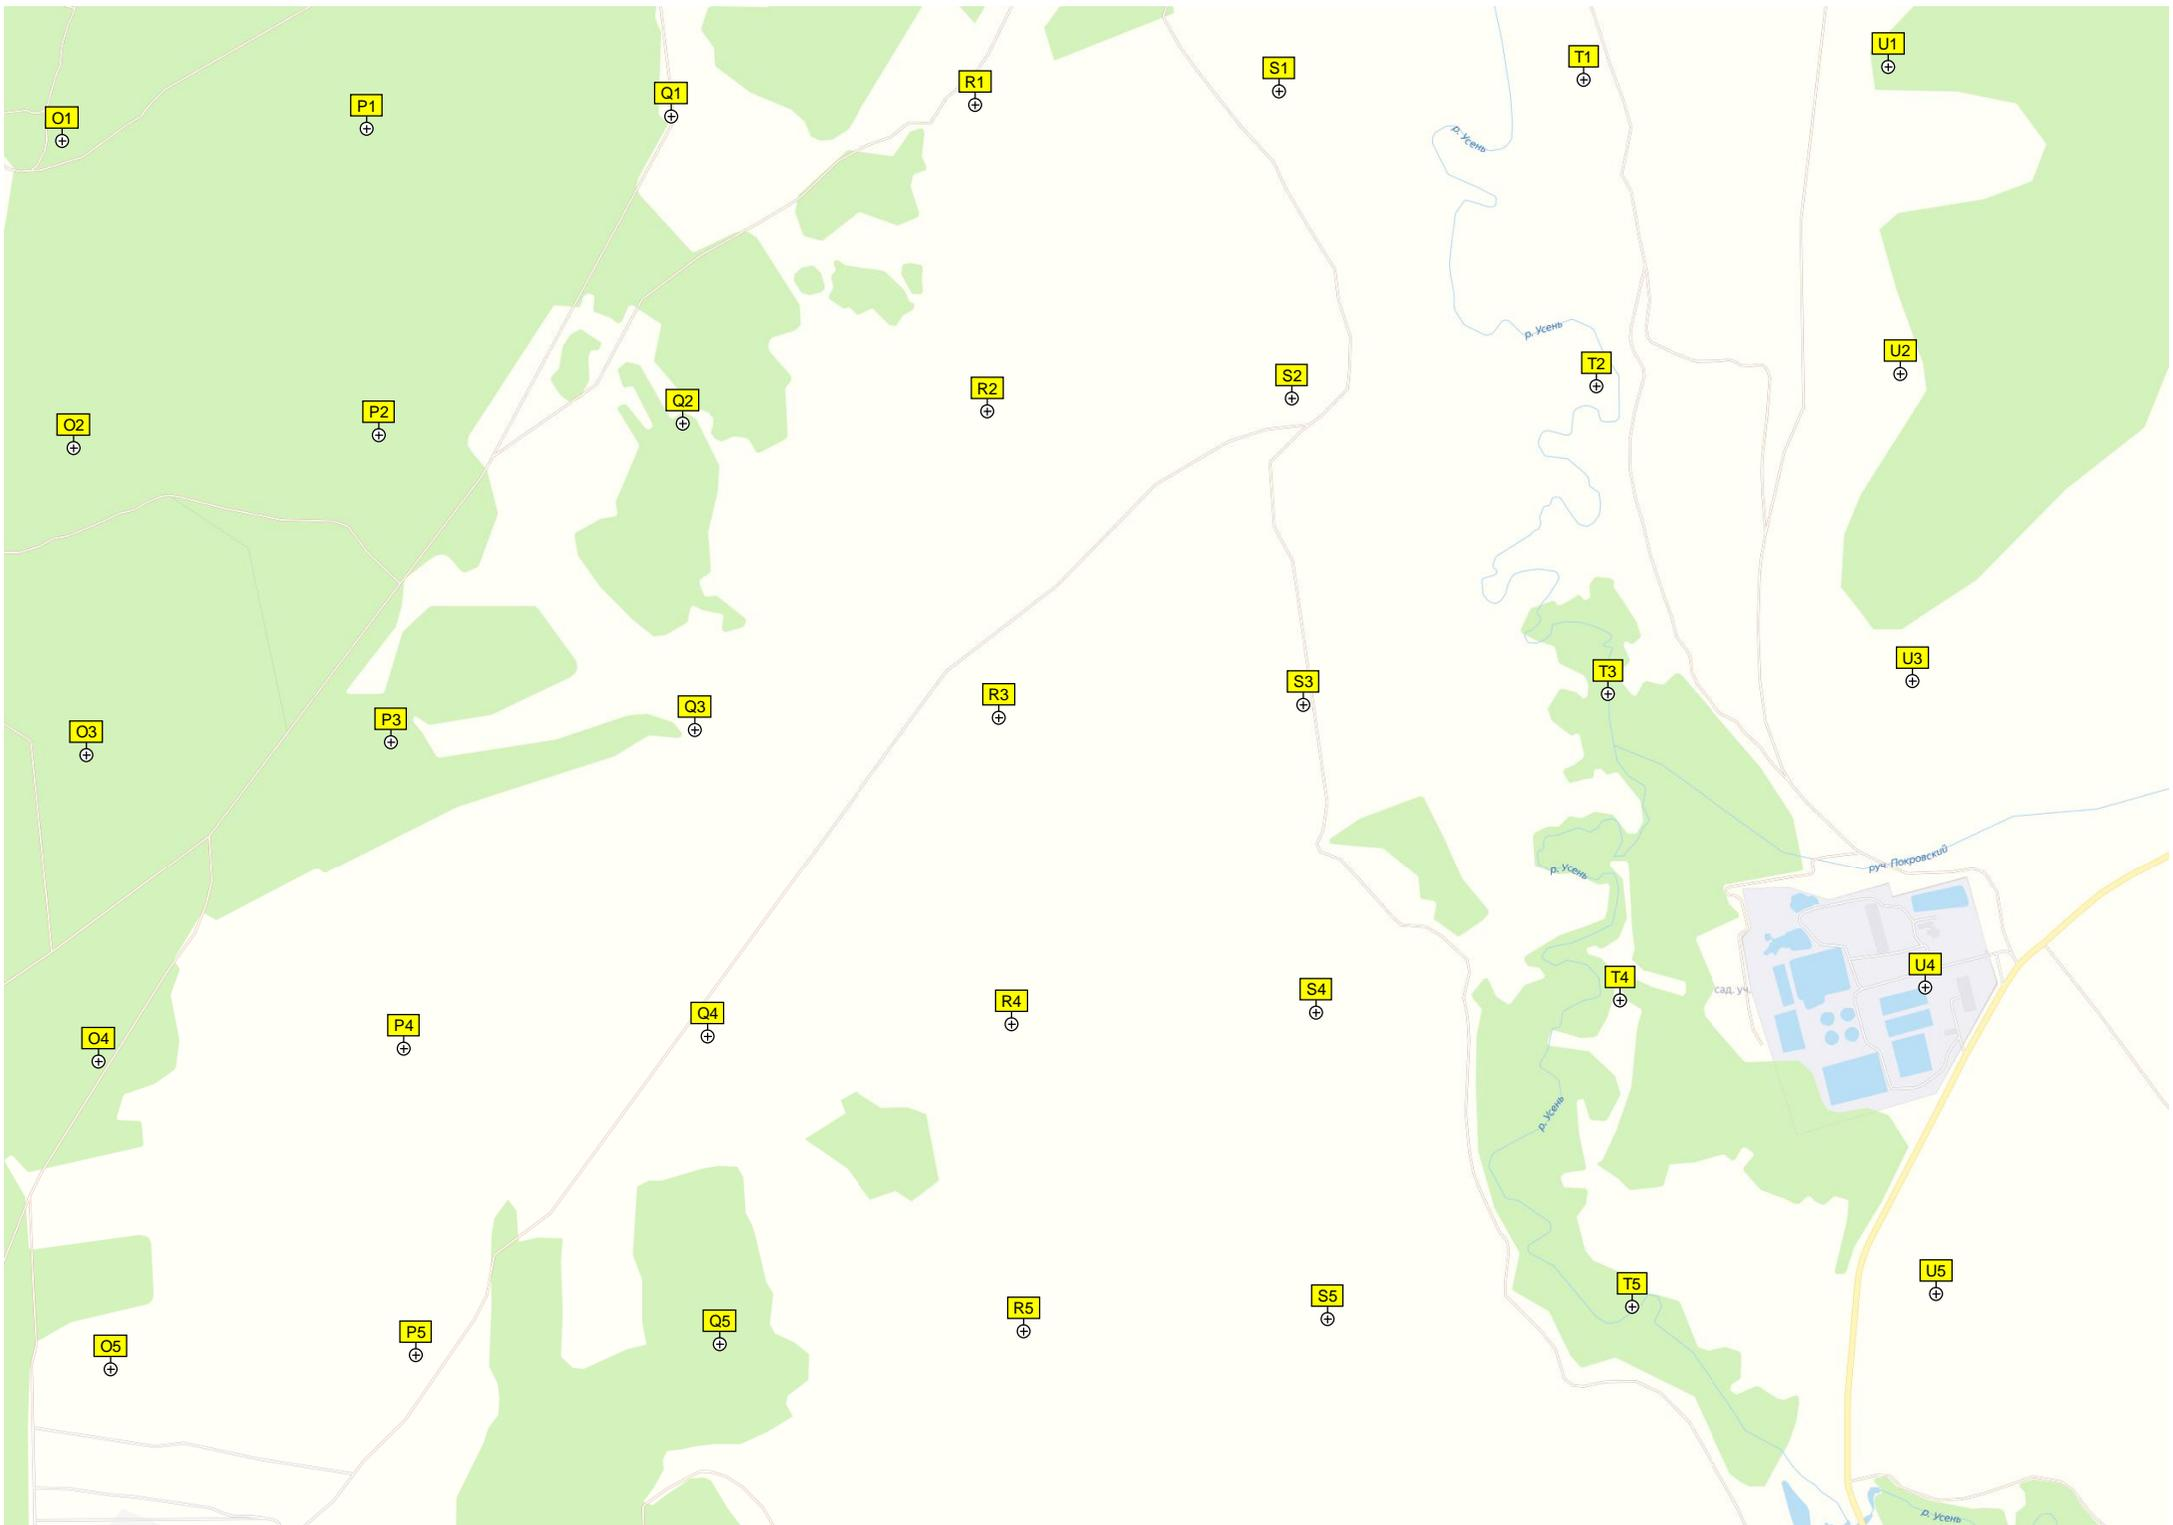 U1
T1
S1
R1
Q1
P1
O1
р. Усень
р. Усень
U2
T2
S2
R2
Q2
P2
O2
U3
T3
S3
R3
Q3
P3
O3
руч. Покровский
р. Усень
U4
T4
сад. уч.
S4
R4
Q4
P4
O4
р. Усень
U5
T5
S5
R5
Q5
P5
O5
р. Усень